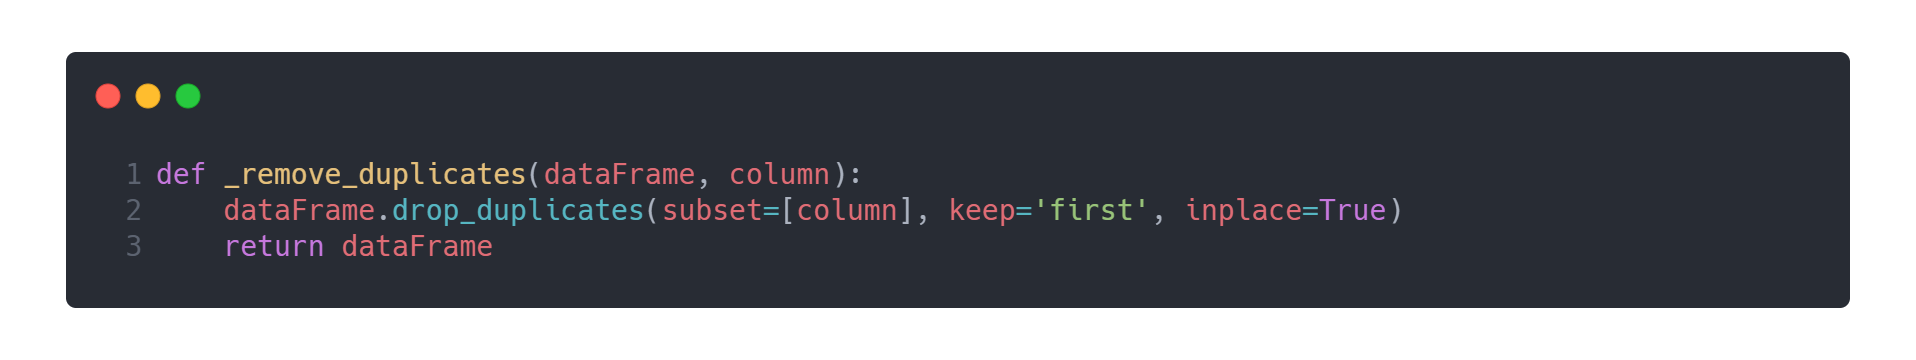 1 def _remove_duplicates(dataFrame, column):
2     dataFrame.drop_duplicates(subset=[column], keep='first', inplace=True)
3     return dataFrame